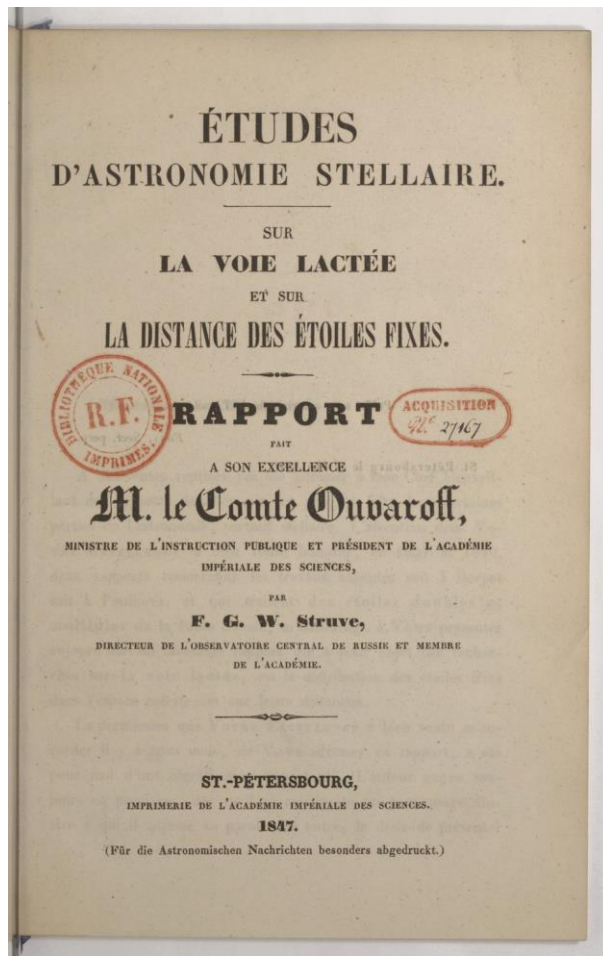 ÉTUDES
D'ASTRONOMIE STELLAIRE.
SUR
LA VOIE LACTÉE
ET SUR
LA DISTANCE DES ÉTOILES FIXES.
BIBLIOTHÈQUE NATIONALE
R.F.
IMPRIMÉS.
RAPPORT
ACQUISITION
27167
FAIT
A SON EXCELLENCE
M. le Comte Ouvaroff,
MINISTRE DE L'INSTRUCTION PUBLIQUE ET PRÉSIDENT DE L'ACADÉMIE
IMPÉRIALE DES SCIENCES,
PAR
F. G. W. Struve,
DIRECTEUR DE L'OBSERVATOIRE CENTRAL DE RUSSIE ET MEMBRE
DE L'ACADÉMIE.
ST.-PÉTERSBOURG,
IMPRIMERIE DE L'ACADÉMIE IMPÉRIALE DES SCIENCES.
1847.
(Für die Astronomischen Nachrichten besonders abgedruckt.)